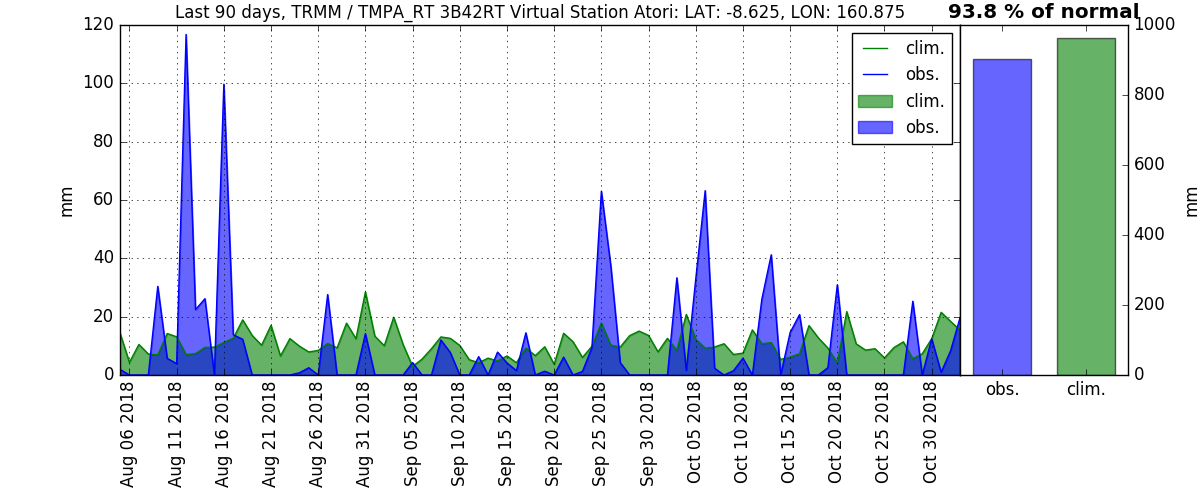 Last 90 days, TRMM / TMPA_RT 3B42RT Virtual Station Atori: LAT: -8.625, LON: 160.875
93.8 % of normal
120
100
80
60
40
20
0
mm
clim.
obs.
clim.
obs.
1000
800
600
400
200
0
mm
obs.
clim.
Aug 06 2018
Aug 11 2018
Aug 16 2018
Aug 21 2018
Aug 26 2018
Aug 31 2018
Sep 05 2018
Sep 10 2018
Sep 15 2018
Sep 20 2018
Sep 25 2018
Sep 30 2018
Oct 05 2018
Oct 10 2018
Oct 15 2018
Oct 20 2018
Oct 25 2018
Oct 30 2018